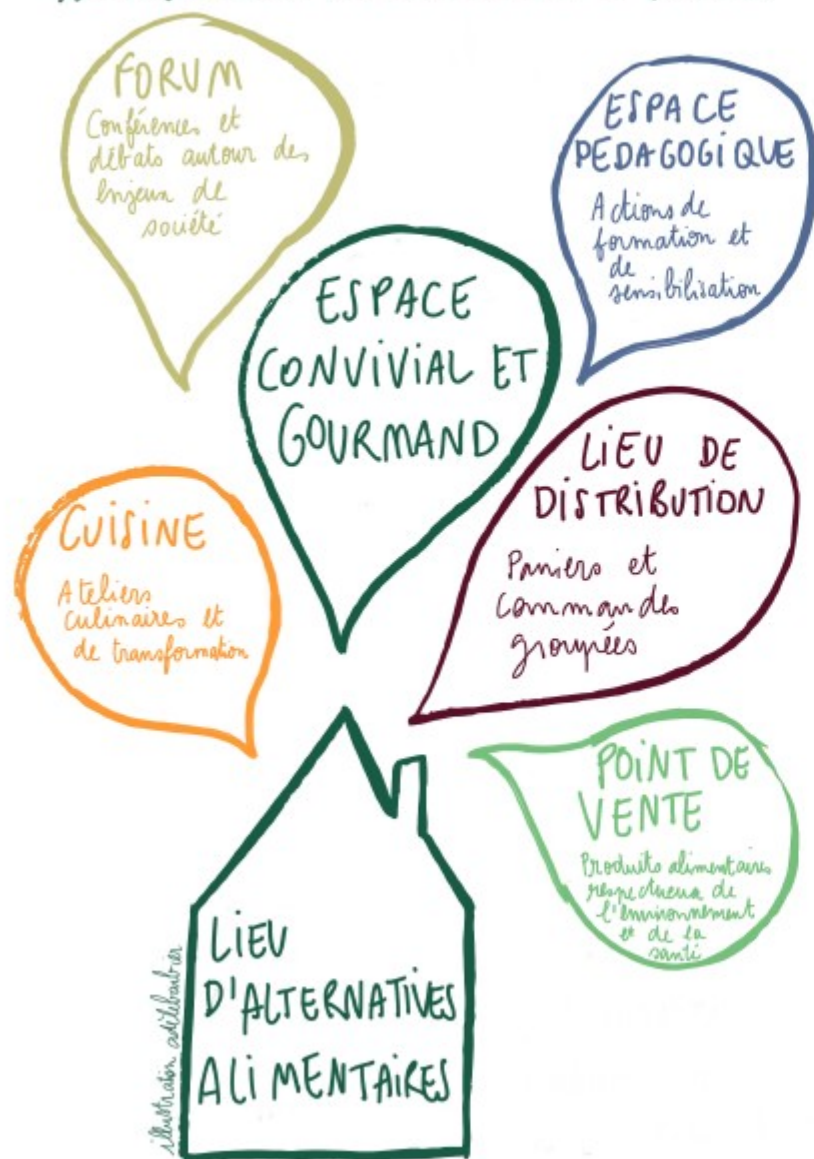 FORUM
Conférences et
débats autour des
enjeux de
société
ESPACE
PEDAGOGIQUE
Actions de
formation et
de
sensibilisation
ESPACE
CONVIVIAL ET
GOURMAND
LIEU DE
DISTRIBUTION
Paniers et
commandes
groupées
CUISINE
Ateliers
culinaires et
de transformation
POINT DE
VENTE
Produits alimentaires
respectueux de
l'environnement
et de la
santé
LIEU
D'ALTERNATIVES
ALIMENTAIRES
illustration adèlebarbier